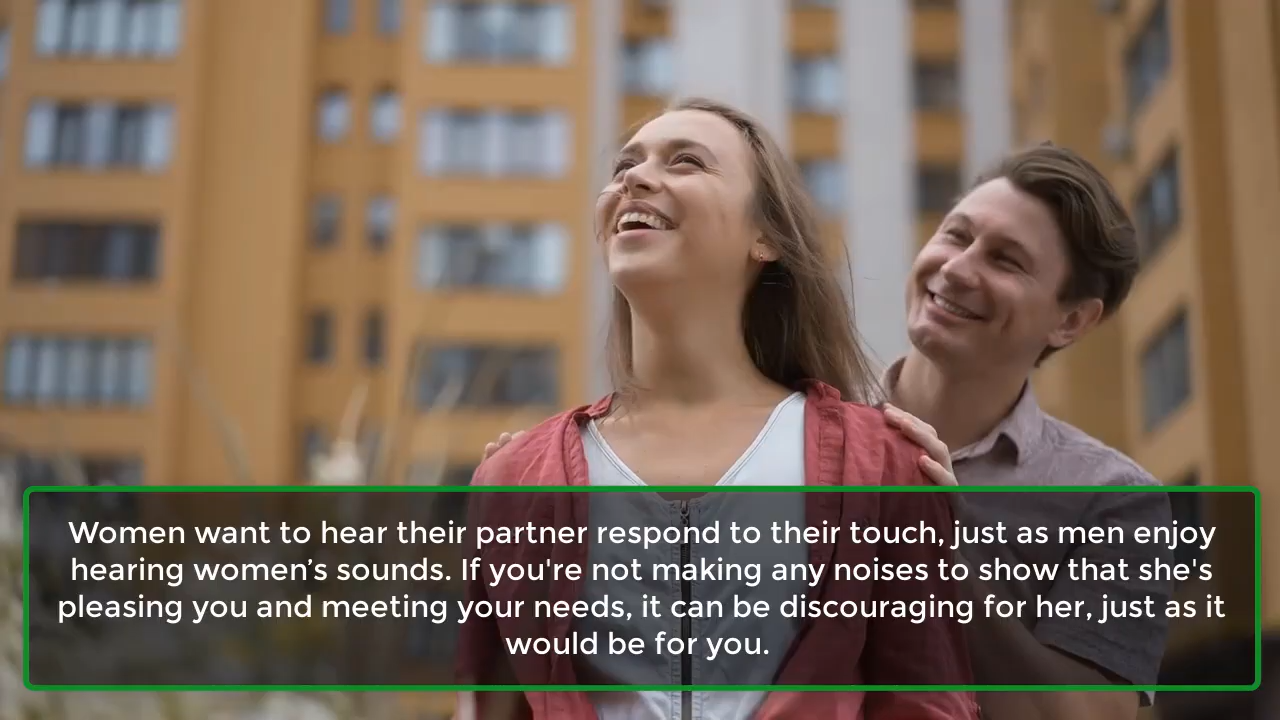 Women want to hear their partner respond to their touch, just as men enjoy
hearing women’s sounds. If you're not making any noises to show that she's
pleasing you and meeting your needs, it can be discouraging for her, just as it
would be for you.